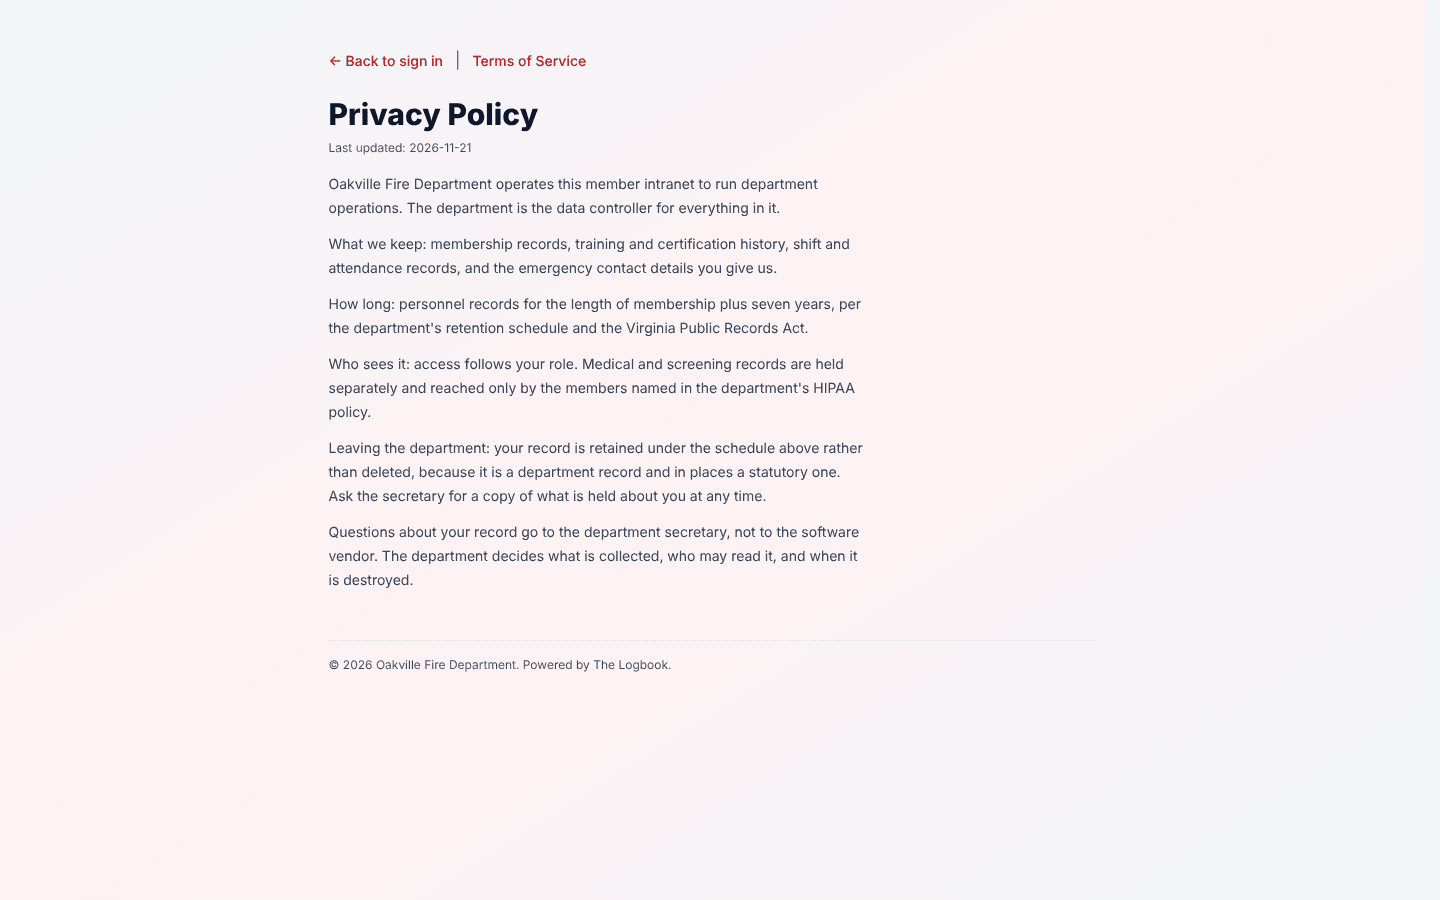 ← Back to sign in | Terms of Service
Privacy Policy
Last updated: 2026-11-21
Oakville Fire Department operates this member intranet to run department
operations. The department is the data controller for everything in it.
What we keep: membership records, training and certification history, shift and
attendance records, and the emergency contact details you give us.
How long: personnel records for the length of membership plus seven years, per
the department's retention schedule and the Virginia Public Records Act.
Who sees it: access follows your role. Medical and screening records are held
separately and reached only by the members named in the department's HIPAA
policy.
Leaving the department: your record is retained under the schedule above rather
than deleted, because it is a department record and in places a statutory one.
Ask the secretary for a copy of what is held about you at any time.
Questions about your record go to the department secretary, not to the software
vendor. The department decides what is collected, who may read it, and when it
is destroyed.
© 2026 Oakville Fire Department. Powered by The Logbook.